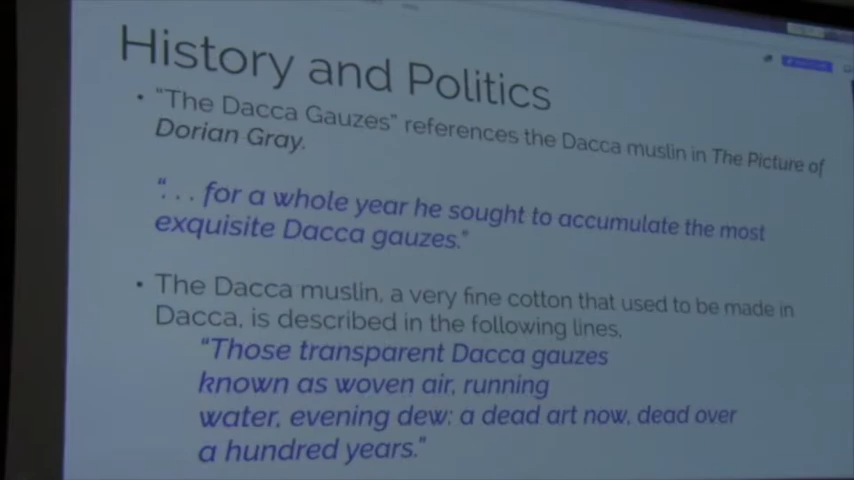 History and Politics
• "The Dacca Gauzes" references the Dacca muslin in The Picture of
Dorian Gray.
". . . for a whole year he sought to accumulate the most
exquisite Dacca gauzes."
• The Dacca muslin, a very fine cotton that used to be made in
Dacca, is described in the following lines,
"Those transparent Dacca gauzes
known as woven air, running
water, evening dew: a dead art now, dead over
a hundred years."